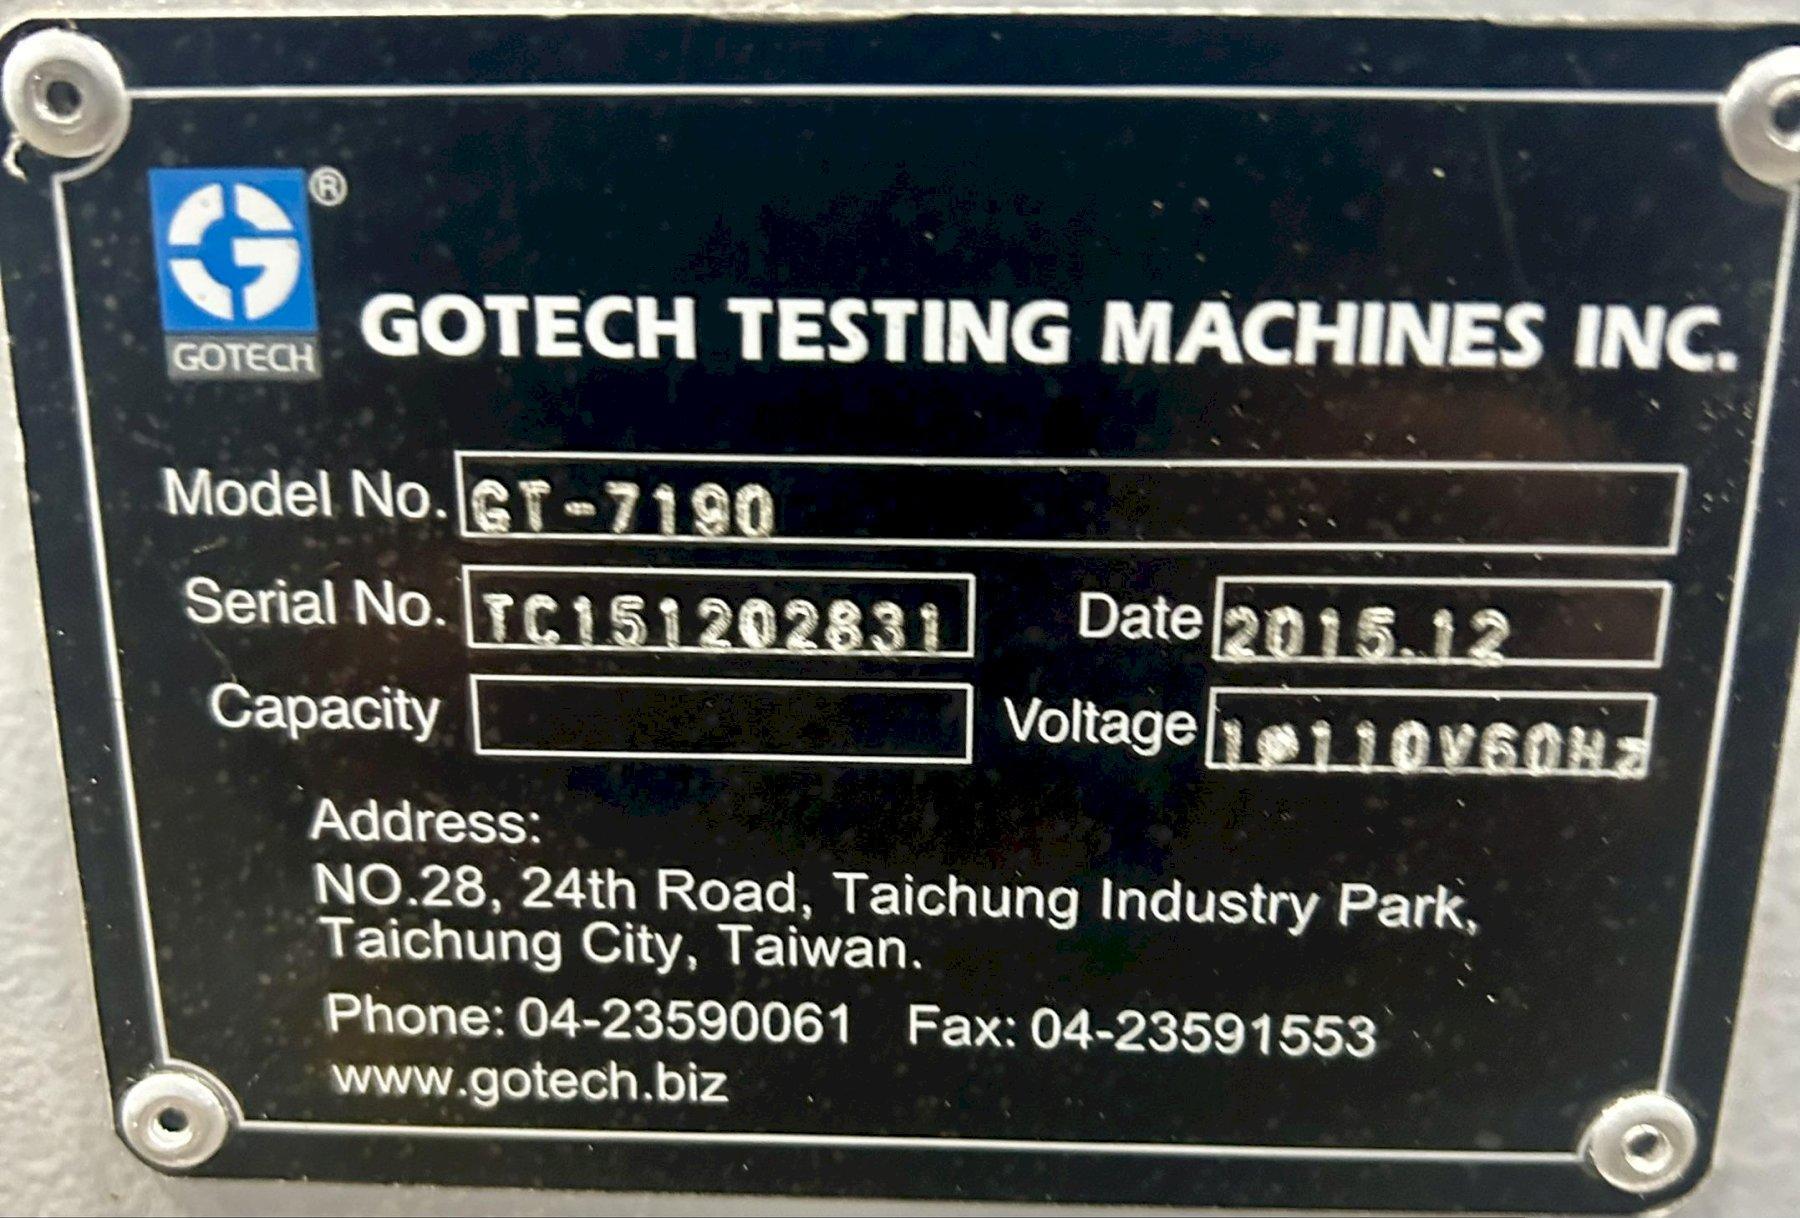 ®
GOTECH
GOTECH TESTING MACHINES INC.
Model No. GT-7190
Serial No. TC151202831 Date 2015.12
Capacity Voltage 1ø110V60Hz
Address:
NO.28, 24th Road, Taichung Industry Park,
Taichung City, Taiwan.
Phone: 04-23590061 Fax: 04-23591553
www.gotech.biz